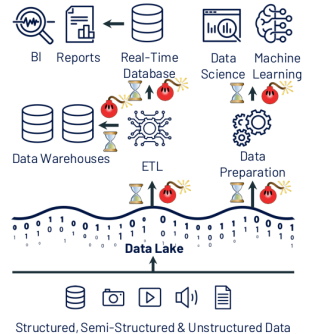 BI
Reports
Real-Time
Database
Data
Science
Machine
Learning
Data Warehouses
ETL
Data
Preparation
Data Lake
Structured, Semi-Structured & Unstructured Data